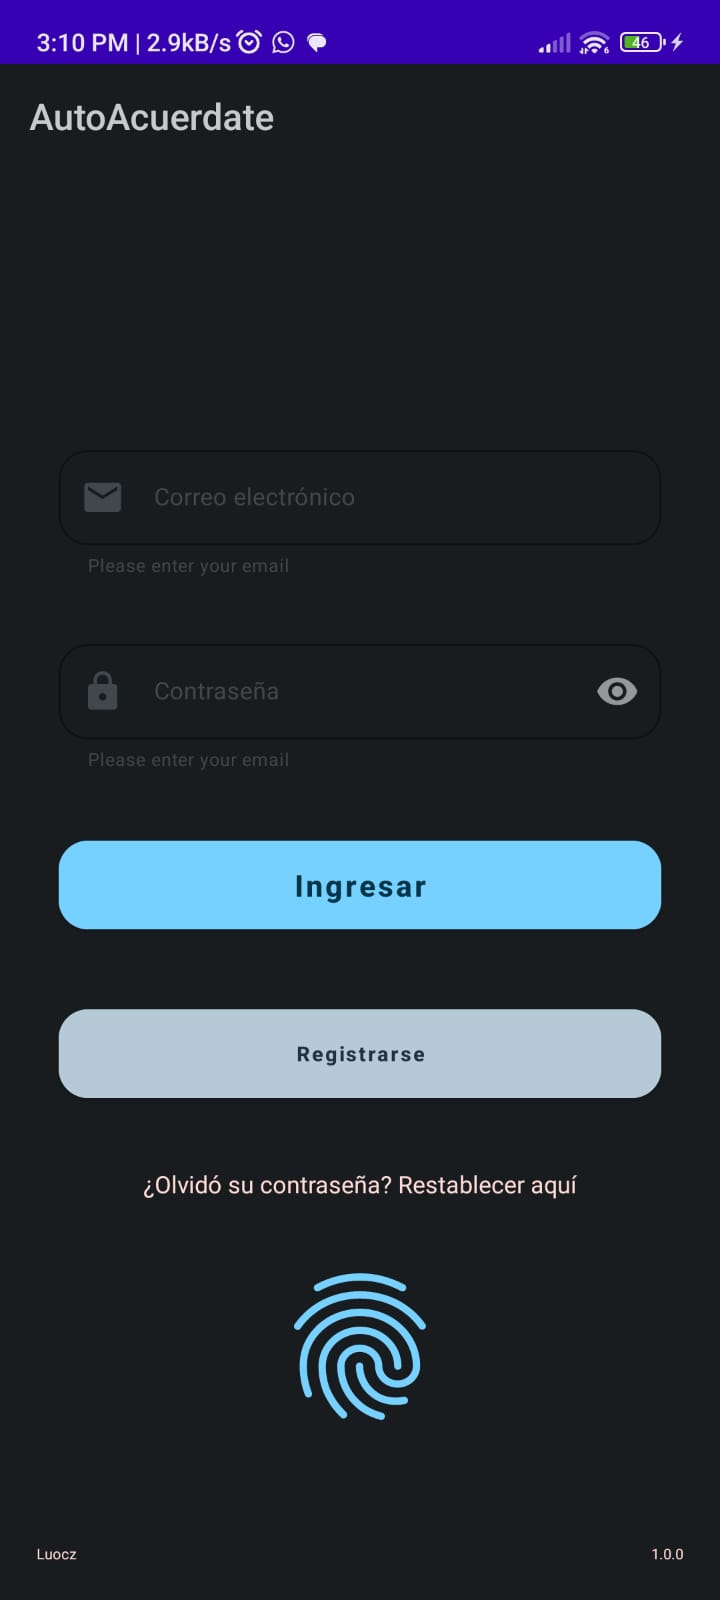 3:10 PM | 2.9kB/s 6 46
AutoAcuerdate
Correo electrónico
Please enter your email
Contraseña
Please enter your email
Ingresar
Registrarse
¿Olvidó su contraseña? Restablecer aquí
Luocz 1.0.0